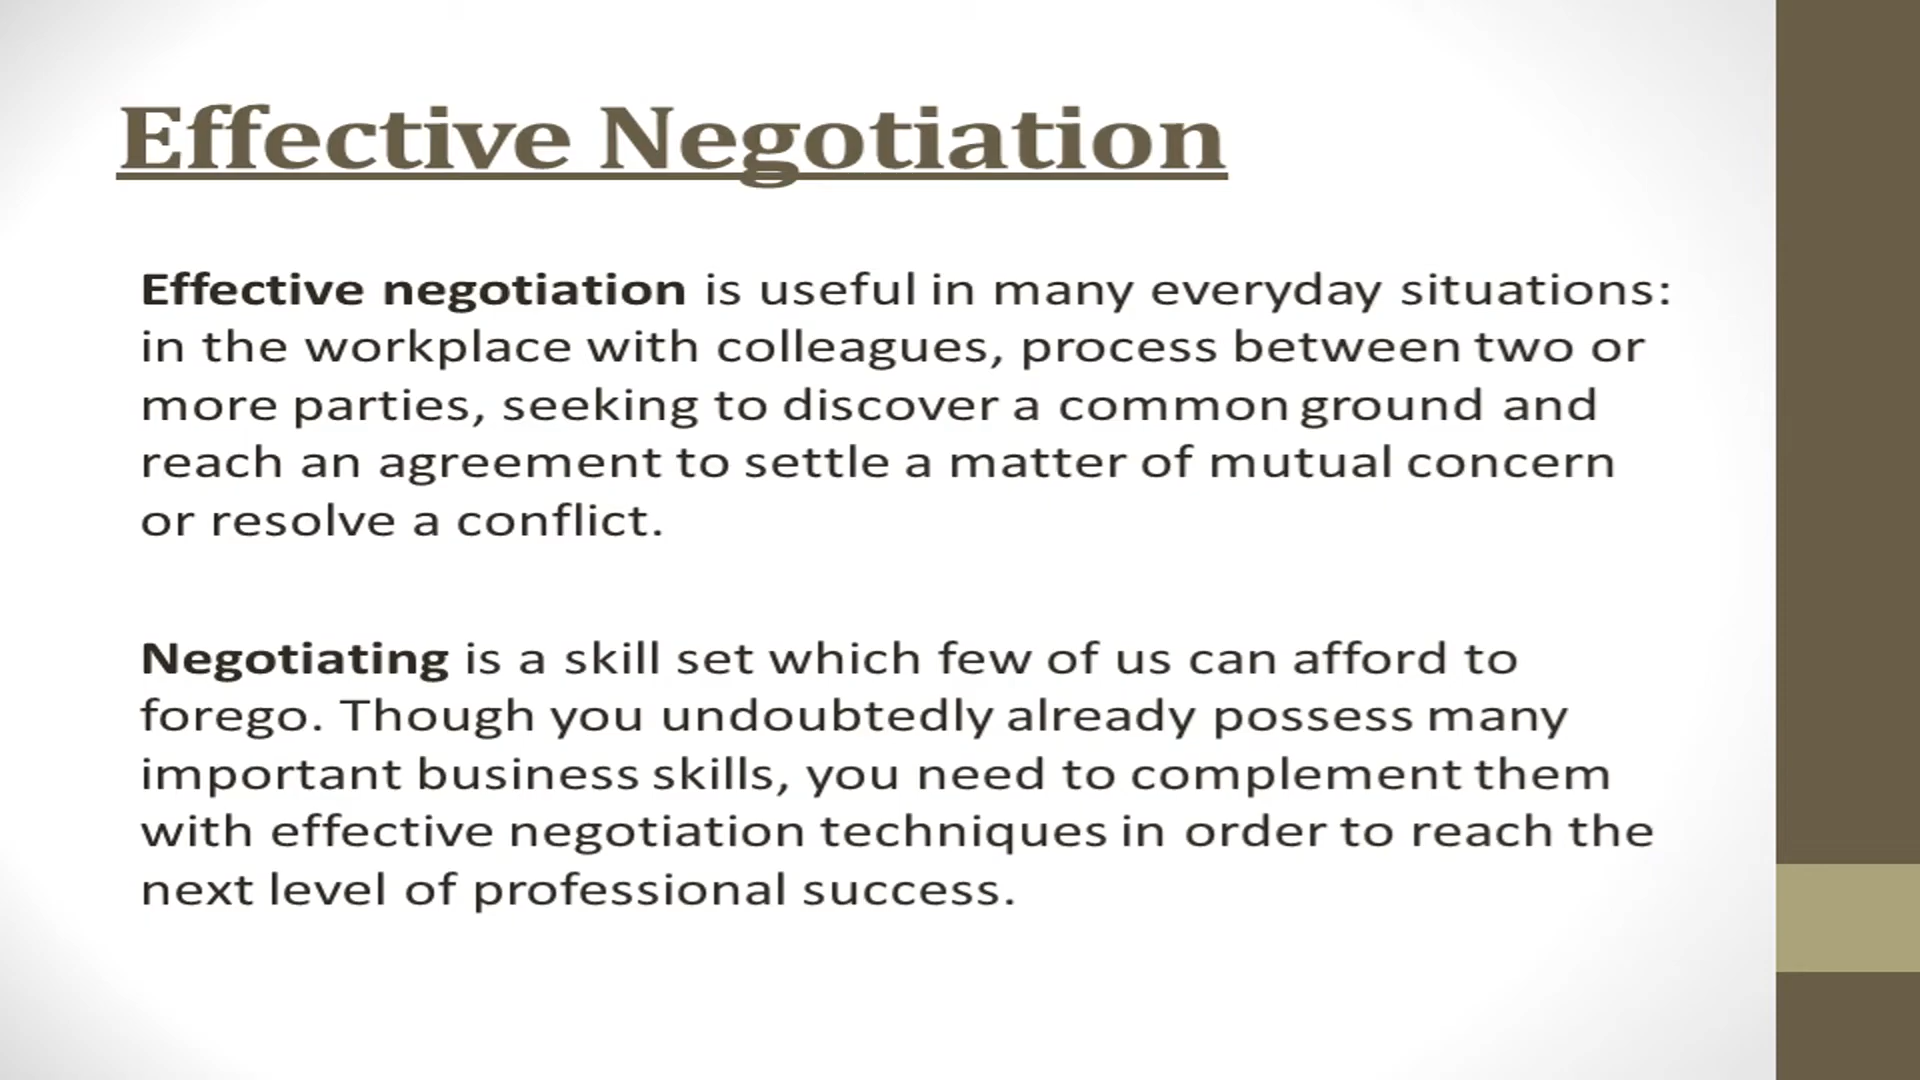 Effective Negotiation
Effective negotiation is useful in many everyday situations:
in the workplace with colleagues, process between two or
more parties, seeking to discover a common ground and
reach an agreement to settle a matter of mutual concern
or resolve a conflict.
Negotiating is a skill set which few of us can afford to
forego. Though you undoubtedly already possess many
important business skills, you need to complement them
with effective negotiation techniques in order to reach the
next level of professional success.